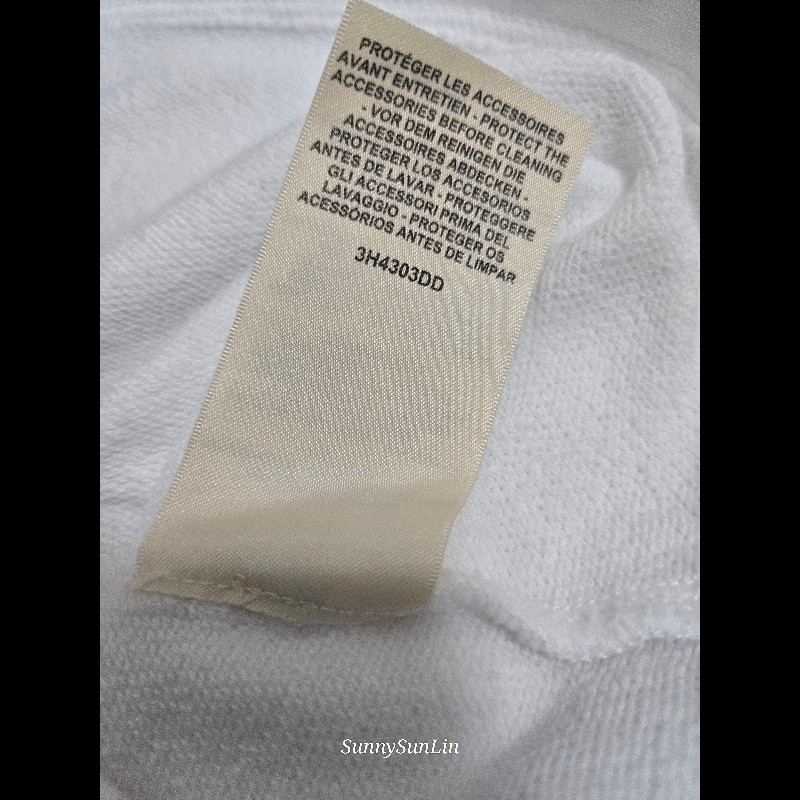 PROTÉGER LES ACCESSOIRES
AVANT ENTRETIEN - PROTECT THE
ACCESSORIES BEFORE CLEANING
- VOR DEM REINIGEN DIE
ACCESSOIRES ABDECKEN -
PROTEGER LOS ACCESORIOS
ANTES DE LAVAR - PROTEGGERE
GLI ACCESSORI PRIMA DEL
LAVAGGIO - PROTEGER OS
ACESSÓRIOS ANTES DE LIMPAR
3H4303DD
SunnySunLin